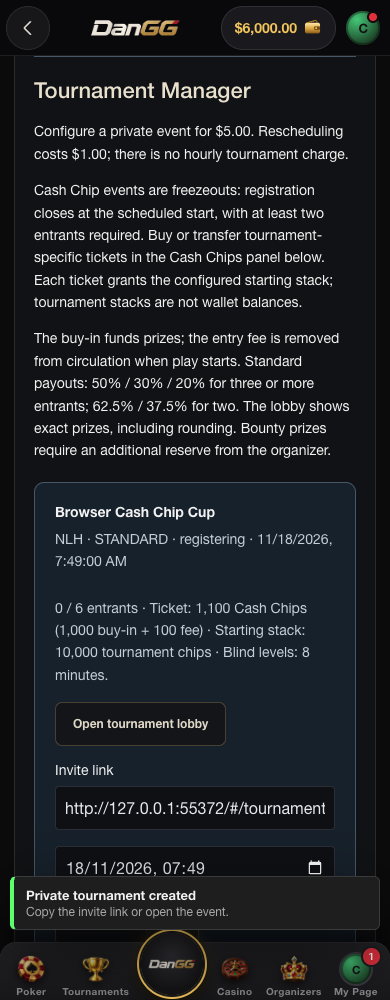 DanGG
$6,000.00
C
Tournament Manager
Configure a private event for $5.00. Rescheduling
costs $1.00; there is no hourly tournament charge.
Cash Chip events are freezeouts: registration
closes at the scheduled start, with at least two
entrants required. Buy or transfer tournament-
specific tickets in the Cash Chips panel below.
Each ticket grants the configured starting stack;
tournament stacks are not wallet balances.
The buy-in funds prizes; the entry fee is removed
from circulation when play starts. Standard
payouts: 50% / 30% / 20% for three or more
entrants; 62.5% / 37.5% for two. The lobby shows
exact prizes, including rounding. Bounty prizes
require an additional reserve from the organizer.
Browser Cash Chip Cup
NLH · STANDARD · registering · 11/18/2026,
7:49:00 AM
0 / 6 entrants · Ticket: 1,100 Cash Chips
(1,000 buy-in + 100 fee) · Starting stack:
10,000 tournament chips · Blind levels: 8
minutes.
Open tournament lobby
Invite link
http://127.0.0.1:55372/#/tournament
18/11/2026, 07:49
Private tournament created
Copy the invite link or open the event.
Poker
Tournaments
DanGG
Casino
Organizers
C
1
My Page